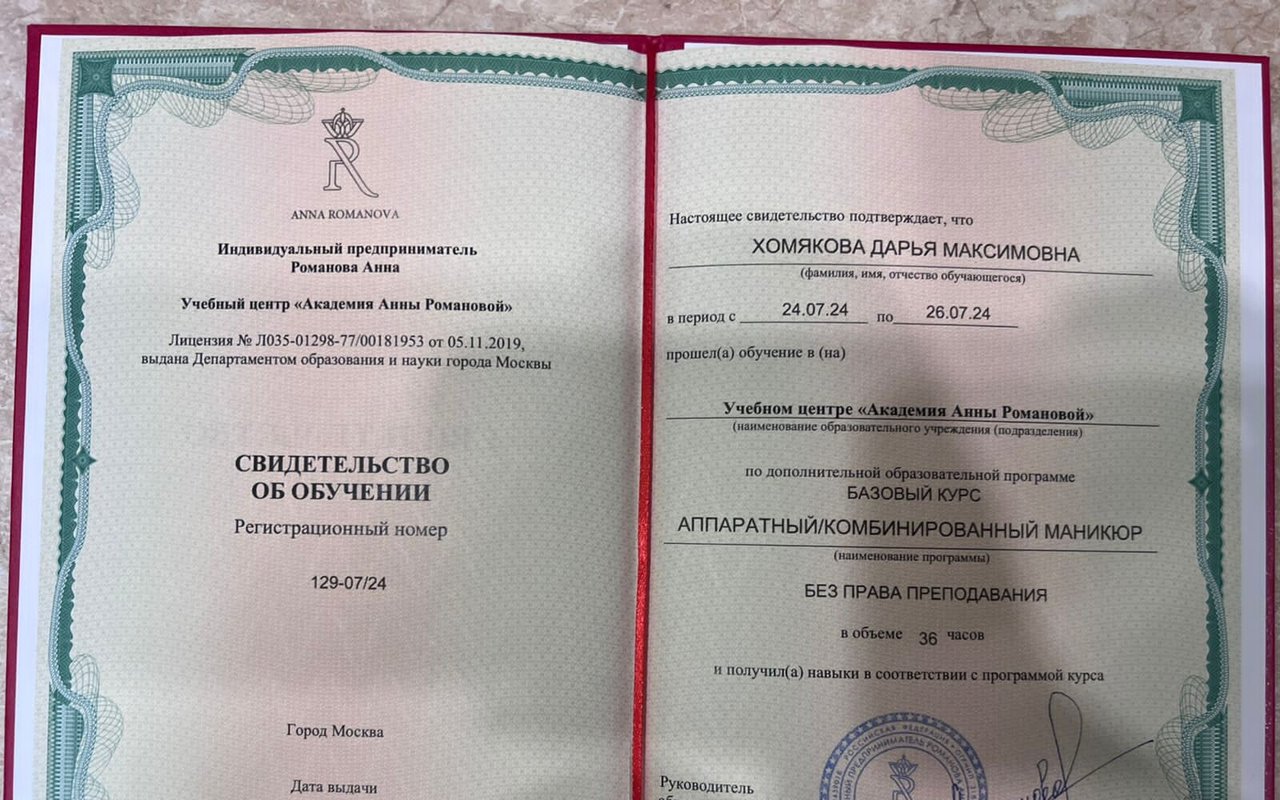 ANNA ROMANOVA
Индивидуальный предприниматель
Романова Анна
Учебный центр «Академия Анны Романовой»
Лицензия № Л035-01298-77/00181953 от 05.11.2019,
выдана Департаментом образования и науки города Москвы
СВИДЕТЕЛЬСТВО
ОБ ОБУЧЕНИИ
Регистрационный номер
129-07/24
Город Москва
Дата выдачи
Настоящее свидетельство подтверждает, что
ХОМЯКОВА ДАРЬЯ МАКСИМОВНА
(фамилия, имя, отчество обучающегося)
в период с 24.07.24 по 26.07.24
прошел(а) обучение в (на)
Учебном центре «Академия Анны Романовой»
(наименование образовательного учреждения (подразделения)
по дополнительной образовательной программе
БАЗОВЫЙ КУРС
АППАРАТНЫЙ/КОМБИНИРОВАННЫЙ МАНИКЮР
(наименование программы)
БЕЗ ПРАВА ПРЕПОДАВАНИЯ
в объеме 36 часов
и получил(а) навыки в соответствии с программой курса
РОССИЙСКАЯ ФЕДЕРАЦИЯ
ПРЕДПРИНИМАТЕЛЬ РОМАНОВА
Руководитель